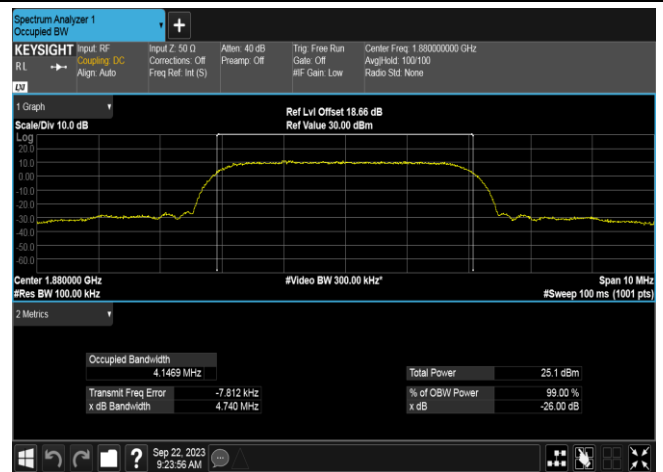 Spectrum Analyzer 1
Occupied BW
KEYSIGHT Input: RF Input Z: 50 Ω Atten: 40 dB Trig: Free Run Center Freq: 1.880000000 GHz
RL Coupling: DC Corrections: Off Preamp: Off Gate: Off Avg|Hold: 100/100
Align: Auto Freq Ref: Int (S) #IF Gain: Low Radio Std: None
LXI
1 Graph
Ref Lvl Offset 18.66 dB
Scale/Div 10.0 dB Ref Value 30.00 dBm
Log
20.0
10.0
0.00
-10.0
-20.0
-30.0
-40.0
-50.0
-60.0
Center 1.880000 GHz #Video BW 300.00 kHz* Span 10 MHz
#Res BW 100.00 kHz #Sweep 100 ms (1001 pts)
2 Metrics
Occupied Bandwidth
4.1469 MHz Total Power 25.1 dBm
Transmit Freq Error -7.812 kHz % of OBW Power 99.00 %
x dB Bandwidth 4.740 MHz x dB -26.00 dB
? Sep 22, 2023
9:23:56 AM